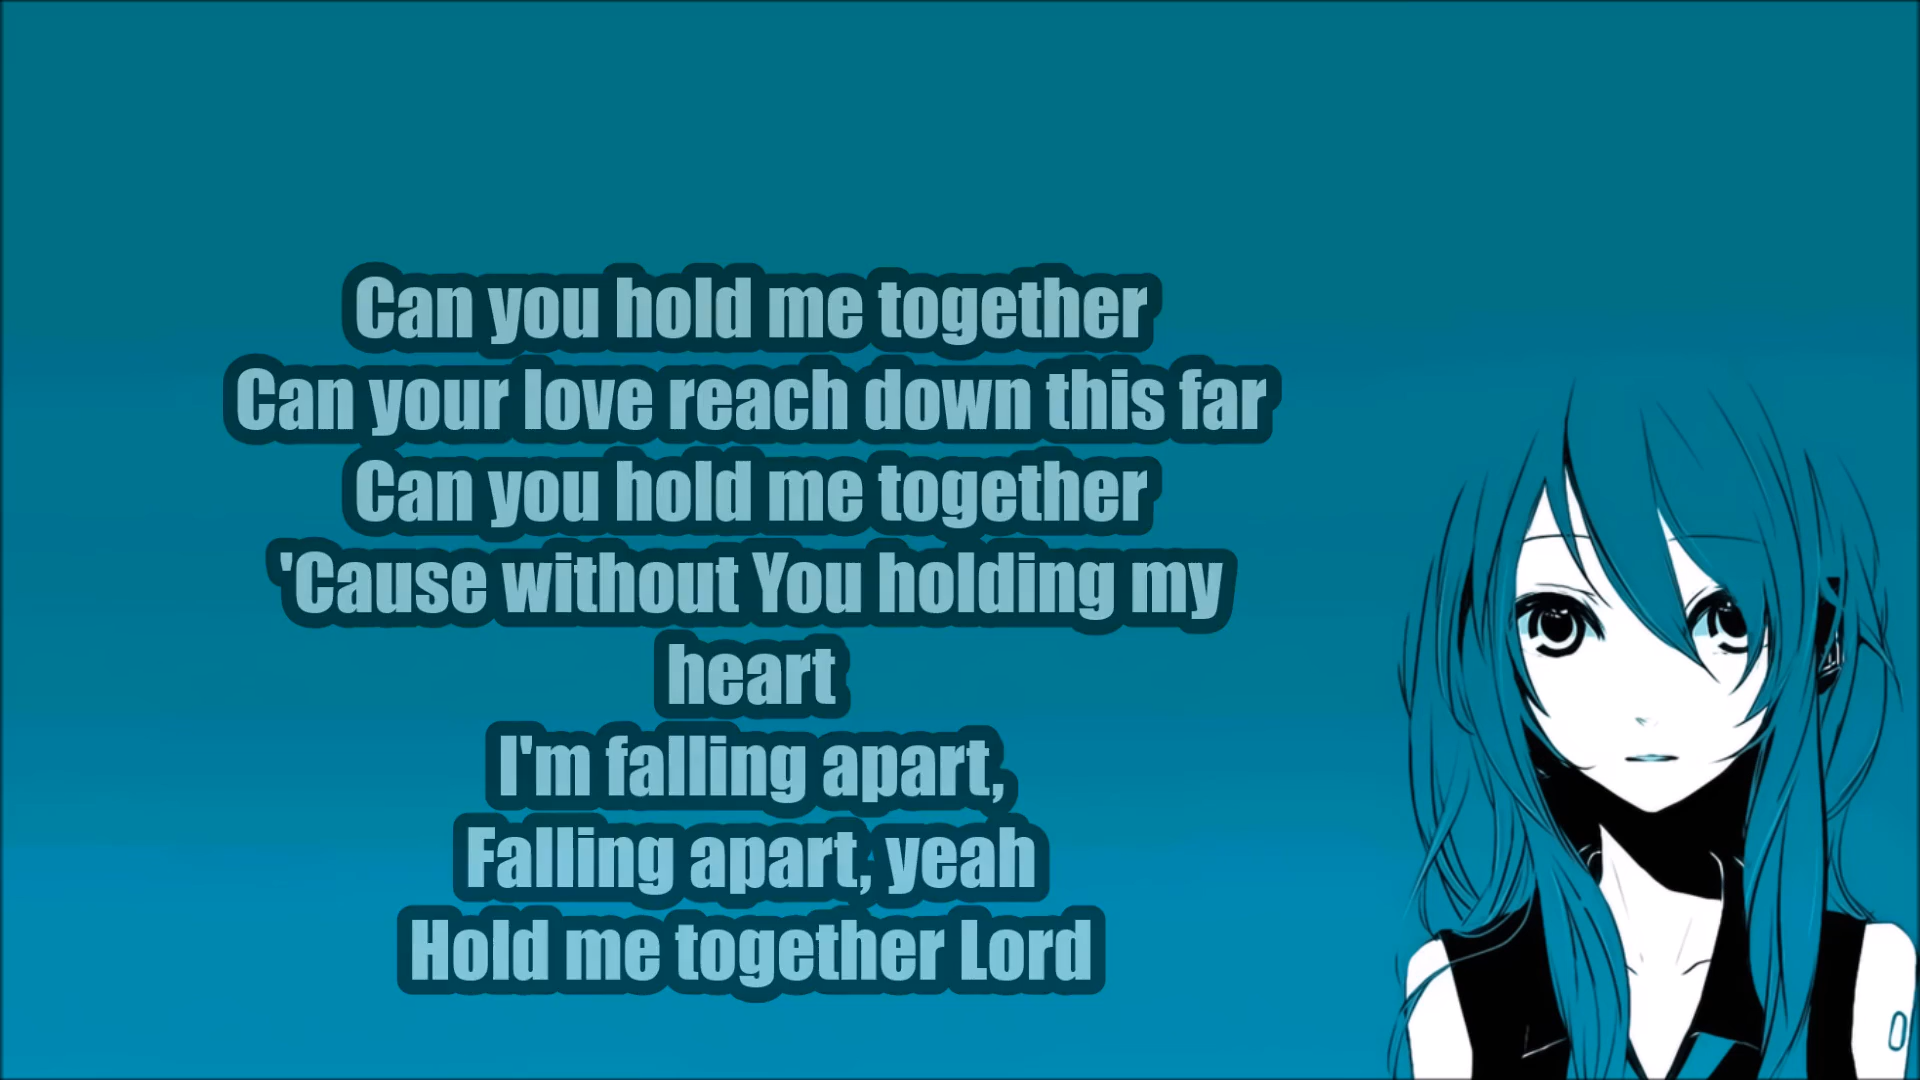 Can you hold me together
Can your love reach down this far
Can you hold me together
'Cause without You holding my
heart
I'm falling apart,
Falling apart, yeah
Hold me together Lord
0